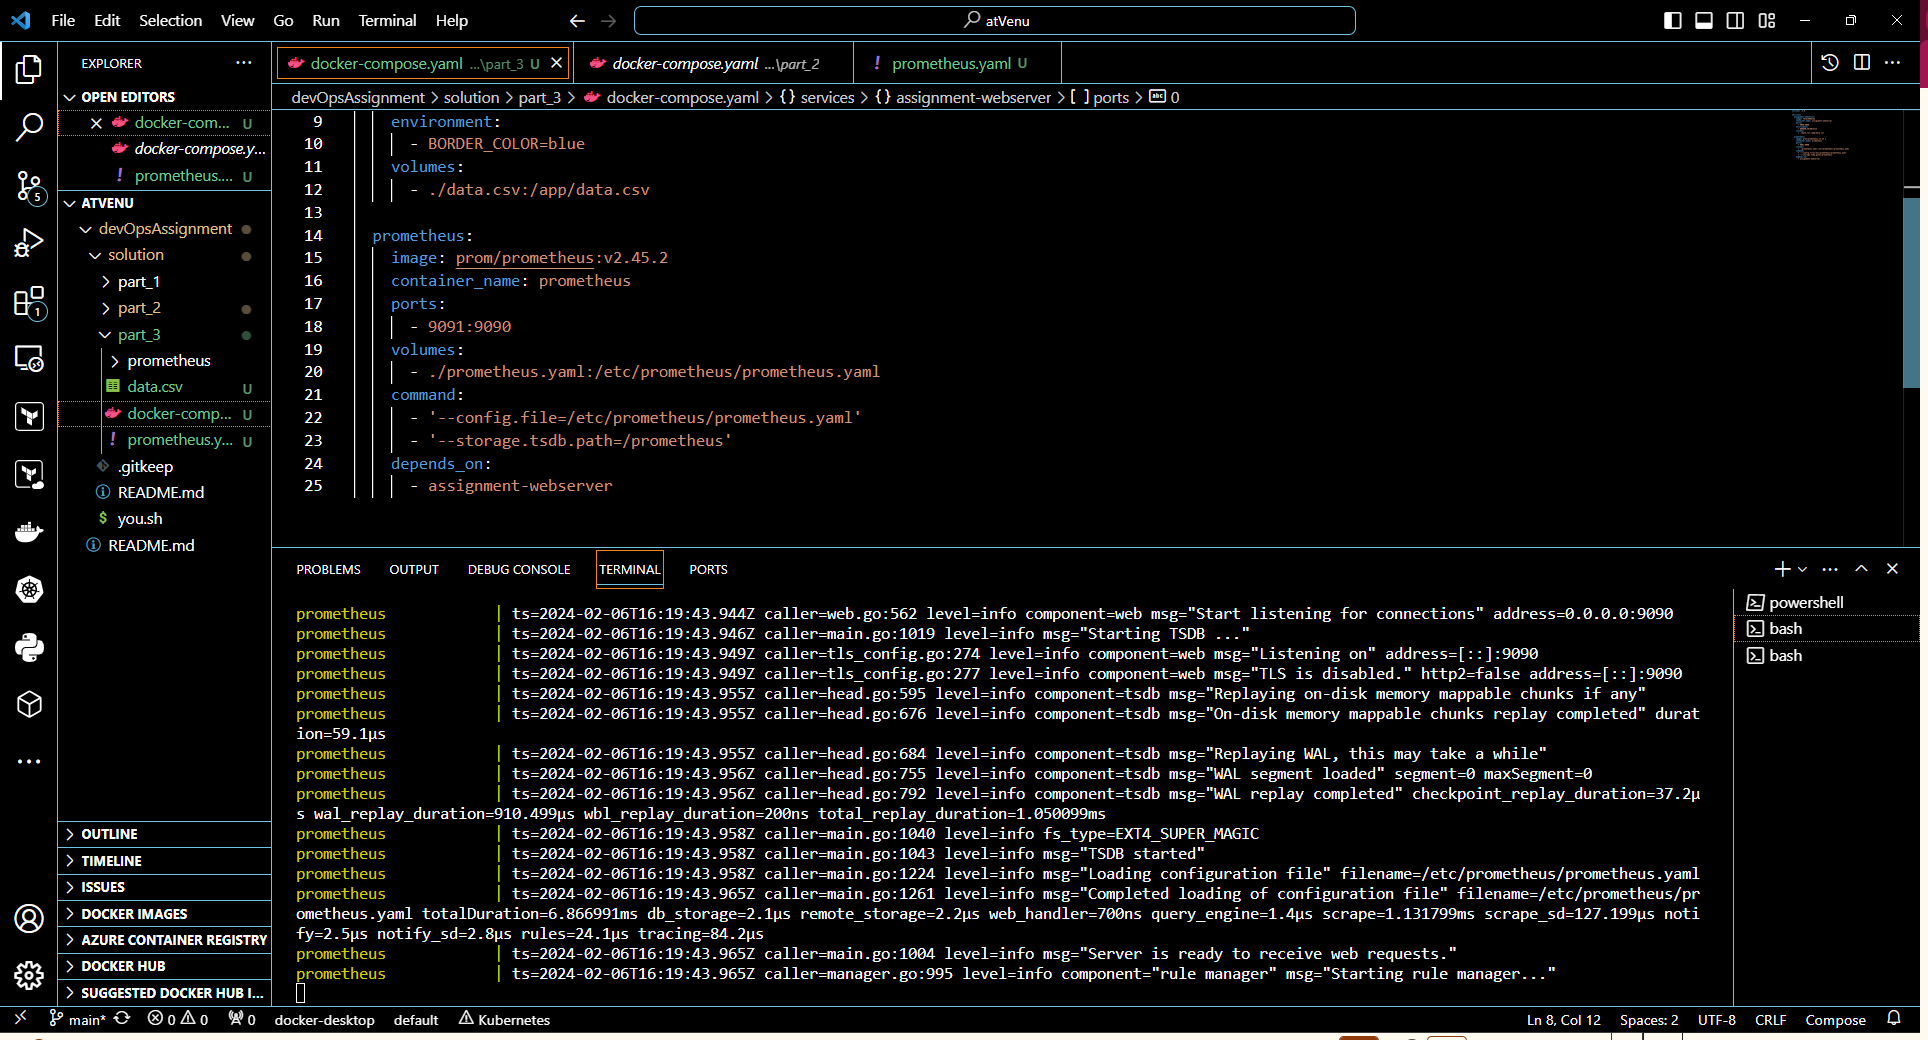 File Edit Selection View Go Run Terminal Help
atVenu
EXPLORER
OPEN EDITORS
docker-com... U
docker-compose.y...
prometheus.... U
ATVENU
devOpsAssignment
solution
part_1
part_2
part_3
prometheus
data.csv U
docker-comp... U
prometheus.y... U
.gitkeep
README.md
$ you.sh
README.md
OUTLINE
TIMELINE
ISSUES
DOCKER IMAGES
AZURE CONTAINER REGISTRY
DOCKER HUB
SUGGESTED DOCKER HUB I...
5
1
docker-compose.yaml ...\part_3 U
docker-compose.yaml ...\part_2
prometheus.yaml U
devOpsAssignment > solution > part_3 > docker-compose.yaml > {} services > {} assignment-webserver > [ ] ports > abc 0
9 environment:
10 - BORDER_COLOR=blue
11 volumes:
12 - ./data.csv:/app/data.csv
13
14 prometheus:
15 image: prom/prometheus:v2.45.2
16 container_name: prometheus
17 ports:
18 - 9091:9090
19 volumes:
20 - ./prometheus.yaml:/etc/prometheus/prometheus.yaml
21 command:
22 - '--config.file=/etc/prometheus/prometheus.yaml'
23 - '--storage.tsdb.path=/prometheus'
24 depends_on:
25 - assignment-webserver
PROBLEMS OUTPUT DEBUG CONSOLE TERMINAL PORTS
prometheus | ts=2024-02-06T16:19:43.944Z caller=web.go:562 level=info component=web msg="Start listening for connections" address=0.0.0.0:9090
prometheus | ts=2024-02-06T16:19:43.946Z caller=main.go:1019 level=info msg="Starting TSDB ..."
prometheus | ts=2024-02-06T16:19:43.949Z caller=tls_config.go:274 level=info component=web msg="Listening on" address=[::]:9090
prometheus | ts=2024-02-06T16:19:43.949Z caller=tls_config.go:277 level=info component=web msg="TLS is disabled." http2=false address=[::]:9090
prometheus | ts=2024-02-06T16:19:43.955Z caller=head.go:595 level=info component=tsdb msg="Replaying on-disk memory mappable chunks if any"
prometheus | ts=2024-02-06T16:19:43.955Z caller=head.go:676 level=info component=tsdb msg="On-disk memory mappable chunks replay completed" durat
ion=59.1µs
prometheus | ts=2024-02-06T16:19:43.955Z caller=head.go:684 level=info component=tsdb msg="Replaying WAL, this may take a while"
prometheus | ts=2024-02-06T16:19:43.956Z caller=head.go:755 level=info component=tsdb msg="WAL segment loaded" segment=0 maxSegment=0
prometheus | ts=2024-02-06T16:19:43.956Z caller=head.go:792 level=info component=tsdb msg="WAL replay completed" checkpoint_replay_duration=37.2µ
s wal_replay_duration=910.499µs wbl_replay_duration=200ns total_replay_duration=1.050099ms
prometheus | ts=2024-02-06T16:19:43.958Z caller=main.go:1040 level=info fs_type=EXT4_SUPER_MAGIC
prometheus | ts=2024-02-06T16:19:43.958Z caller=main.go:1043 level=info msg="TSDB started"
prometheus | ts=2024-02-06T16:19:43.958Z caller=main.go:1224 level=info msg="Loading configuration file" filename=/etc/prometheus/prometheus.yaml
prometheus | ts=2024-02-06T16:19:43.965Z caller=main.go:1261 level=info msg="Completed loading of configuration file" filename=/etc/prometheus/pr
ometheus.yaml totalDuration=6.866991ms db_storage=2.1µs remote_storage=2.2µs web_handler=700ns query_engine=1.4µs scrape=1.131799ms scrape_sd=127.199µs noti
fy=2.5µs notify_sd=2.8µs rules=24.1µs tracing=84.2µs
prometheus | ts=2024-02-06T16:19:43.965Z caller=main.go:1004 level=info msg="Server is ready to receive web requests."
prometheus | ts=2024-02-06T16:19:43.965Z caller=manager.go:995 level=info component="rule manager" msg="Starting rule manager..."
powershell
bash
bash
main* 0 0 0 docker-desktop default Kubernetes
Ln 8, Col 12 Spaces: 2 UTF-8 CRLF Compose